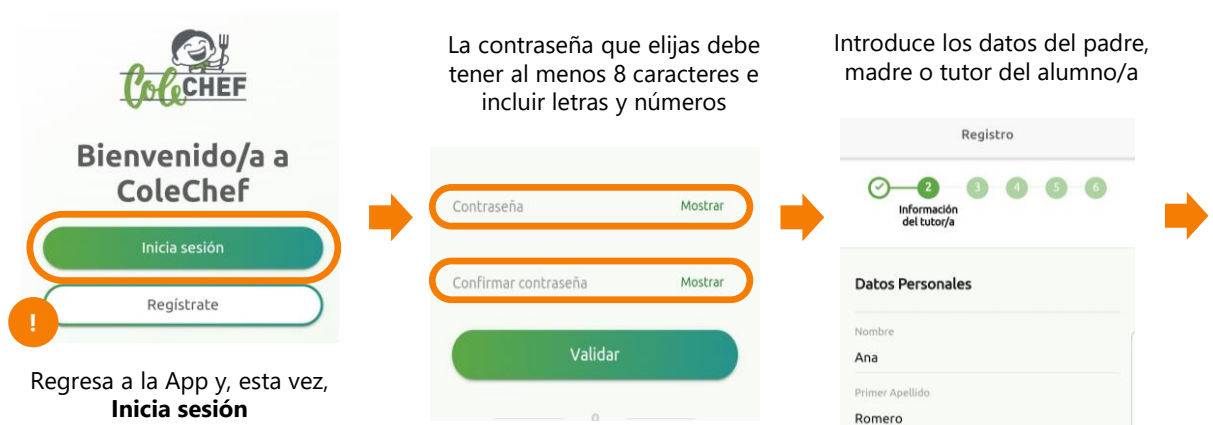 ColeCHEF
Bienvenido/a a
ColeChef
Inicia sesión
Regístrate
!
Regresa a la App y, esta vez,
Inicia sesión
La contraseña que elijas debe
tener al menos 8 caracteres e
incluir letras y números
Contraseña Mostrar
Confirmar contraseña Mostrar
Validar
Introduce los datos del padre,
madre o tutor del alumno/a
Registro
2 3 4 5 6
Información
del tutor/a
Datos Personales
Nombre
Ana
Primer Apellido
Romero